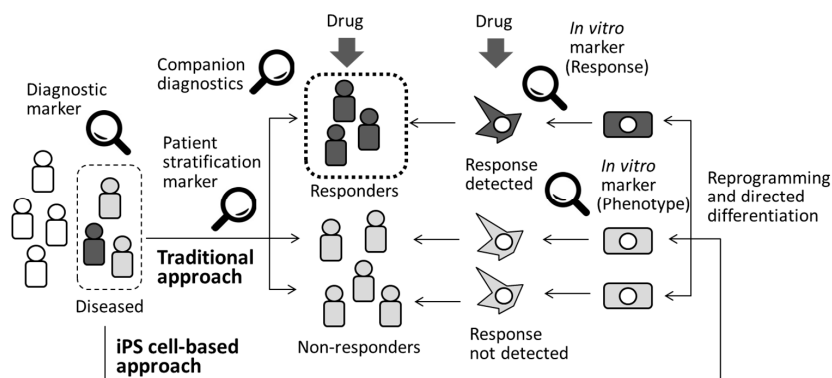 Drug
Drug
In vitro
marker
(Response)
Companion
diagnostics
Diagnostic
marker
Patient
stratification
marker
Responders
Response
detected
In vitro
marker
(Phenotype)
Reprogramming
and directed
differentiation
Traditional
approach
Diseased
iPS cell-based
approach
Non-responders
Response
not detected